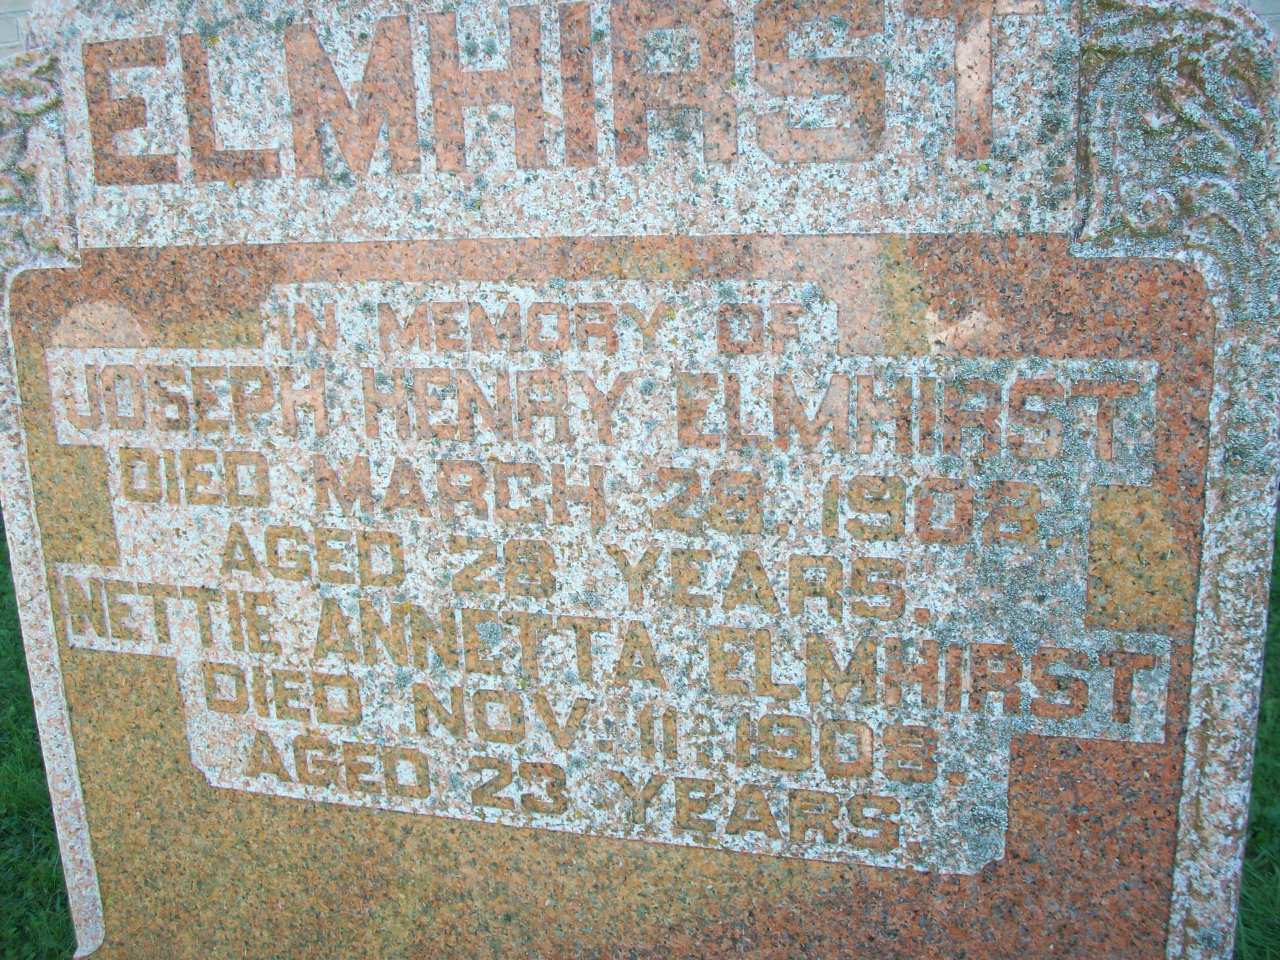 ELMHIRST
IN MEMORY OF
JOSEPH HENRY ELMHIRST
DIED MARCH 28. 1908.
AGED 28 YEARS.
NETTIE ANNETTA ELMHIRST
DIED NOV. 11. 1908.
AGED 23 YEARS.